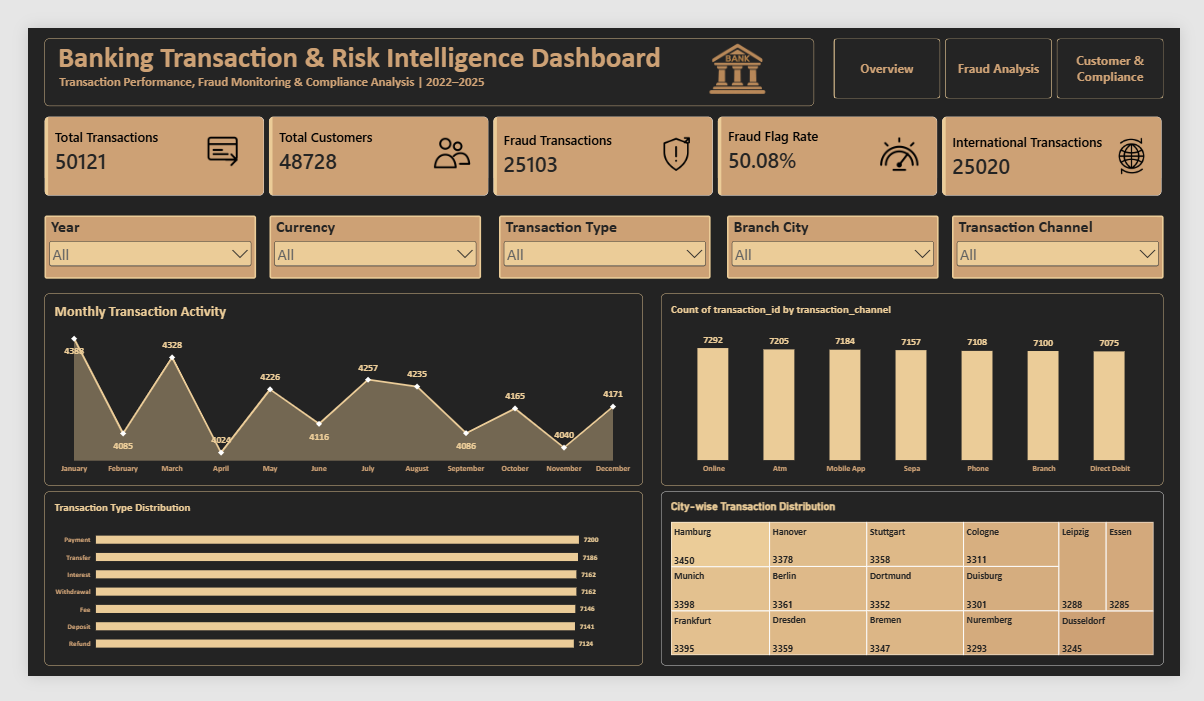 Banking Transaction & Risk Intelligence Dashboard
Transaction Performance, Fraud Monitoring & Compliance Analysis | 2022–2025
BANK
Overview
Fraud Analysis
Customer &
Compliance
Total Transactions
50121
Total Customers
48728
Fraud Transactions
25103
Fraud Flag Rate
50.08%
International Transactions
25020
Year
All
Currency
All
Transaction Type
All
Branch City
All
Transaction Channel
All
Monthly Transaction Activity
4383
4085
4328
4024
4226
4116
4257
4235
4086
4165
4040
4171
January
February
March
April
May
June
July
August
September
October
November
December
Count of transaction_id by transaction_channel
7292
7205
7184
7157
7108
7100
7075
Online
Atm
Mobile App
Sepa
Phone
Branch
Direct Debit
Transaction Type Distribution
Payment 7200
Transfer 7186
Interest 7162
Withdrawal 7162
Fee 7146
Deposit 7141
Refund 7124
City-wise Transaction Distribution
Hamburg
3450
Hanover
3378
Stuttgart
3358
Cologne
3311
Leipzig
3288
Essen
3285
Munich
3398
Berlin
3361
Dortmund
3352
Duisburg
3301
Frankfurt
3395
Dresden
3359
Bremen
3347
Nuremberg
3293
Dusseldorf
3245